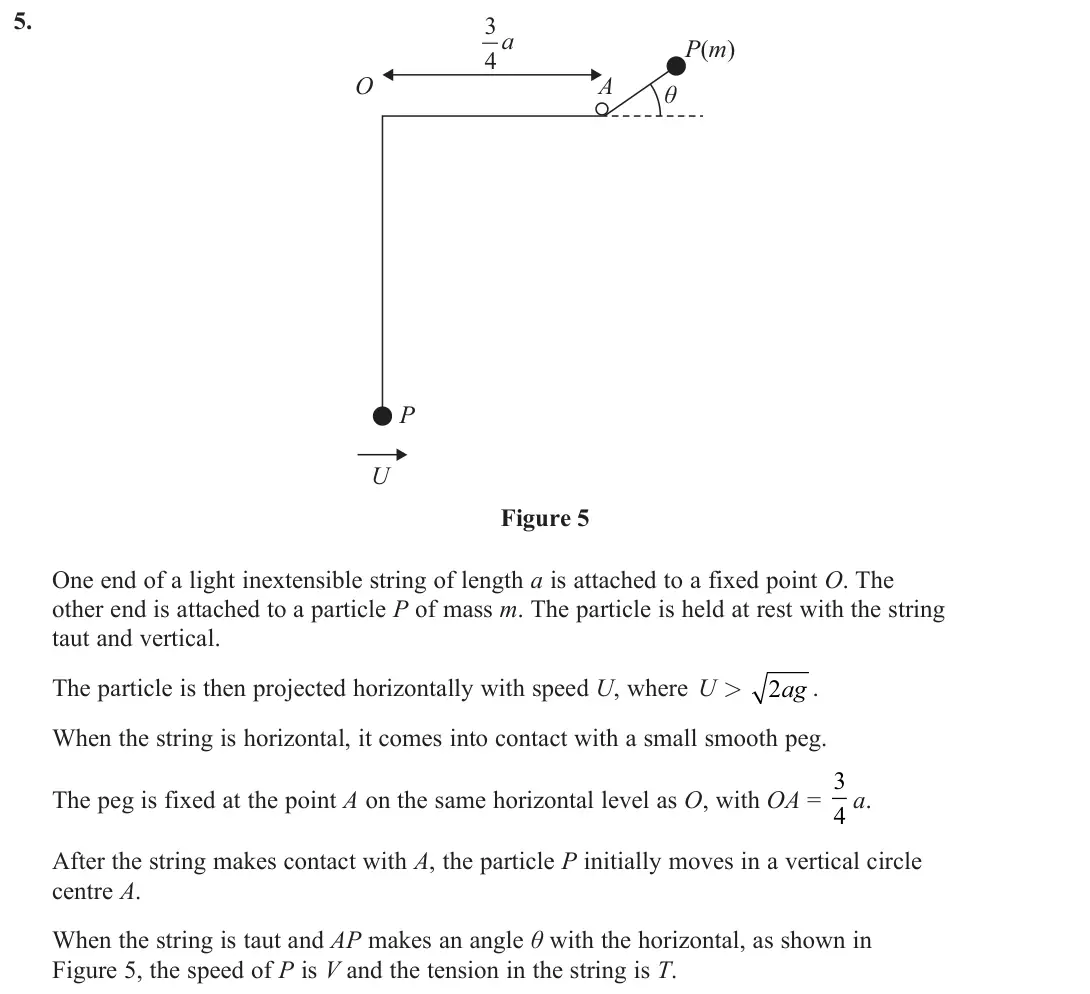 5.
3/4 a
P(m)
O
A
θ
P
U
Figure 5
One end of a light inextensible string of length a is attached to a fixed point O. The
other end is attached to a particle P of mass m. The particle is held at rest with the string
taut and vertical.
The particle is then projected horizontally with speed U, where U > √2ag .
When the string is horizontal, it comes into contact with a small smooth peg.
The peg is fixed at the point A on the same horizontal level as O, with OA = 3/4 a.
After the string makes contact with A, the particle P initially moves in a vertical circle
centre A.
When the string is taut and AP makes an angle θ with the horizontal, as shown in
Figure 5, the speed of P is V and the tension in the string is T.